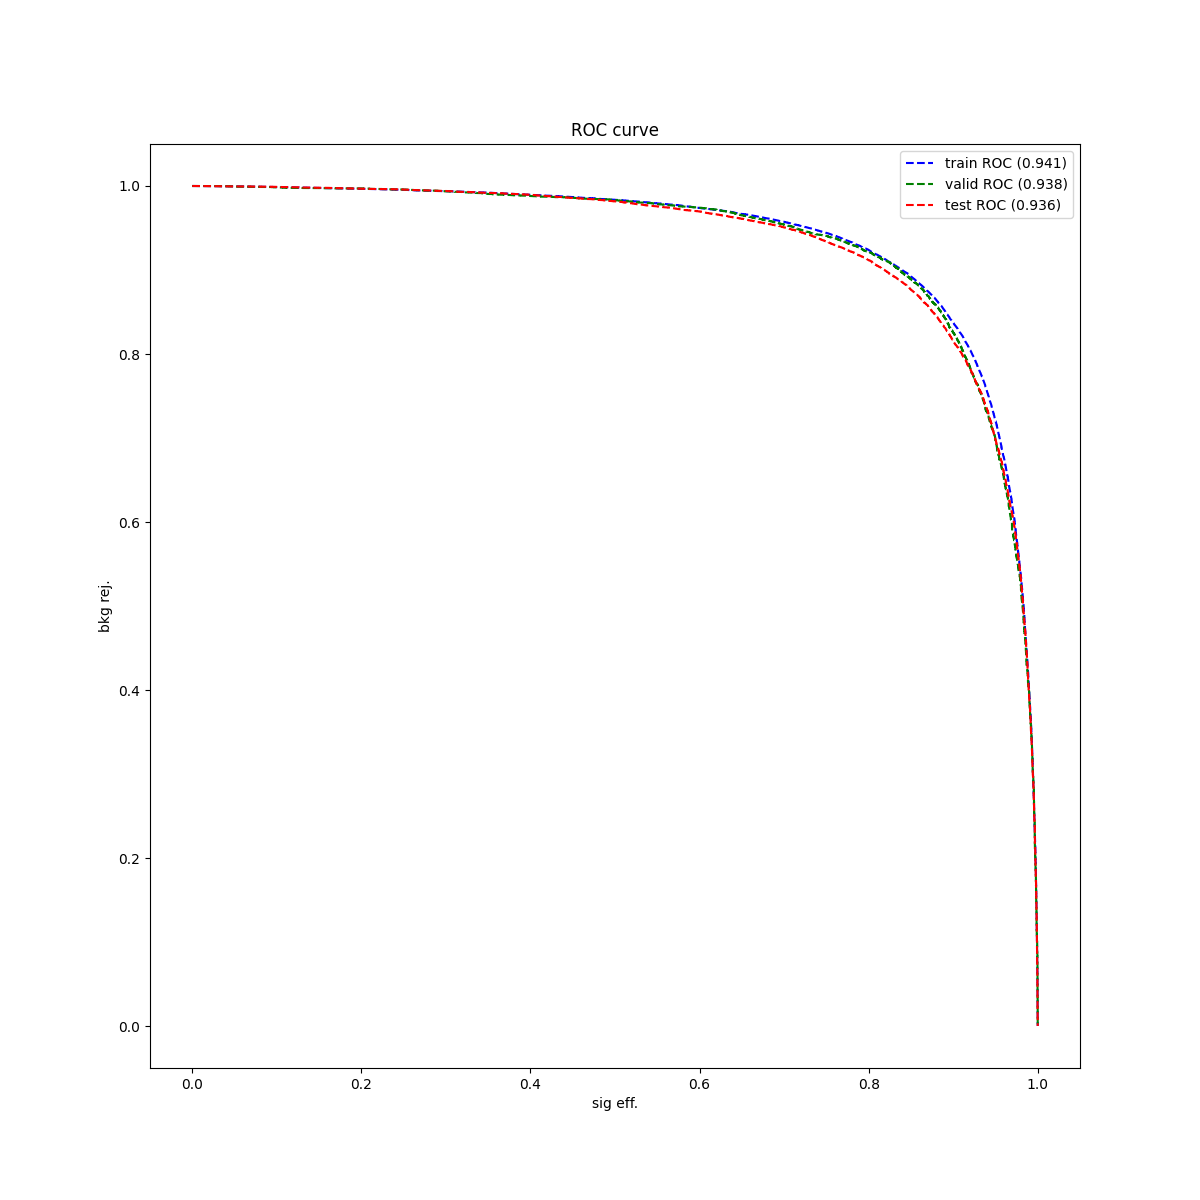 ROC curve
train ROC (0.941)
valid ROC (0.938)
test ROC (0.936)
1.0
0.8
0.6
0.4
0.2
0.0
bkg rej.
0.0 0.2 0.4 0.6 0.8 1.0
sig eff.